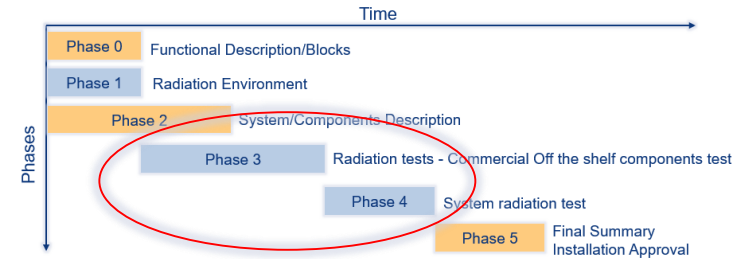 Time
Phases
Phase 0 Functional Description/Blocks
Phase 1 Radiation Environment
Phase 2 System/Components Description
Phase 3 Radiation tests - Commercial Off the shelf components test
Phase 4 System radiation test
Phase 5 Final Summary
Installation Approval